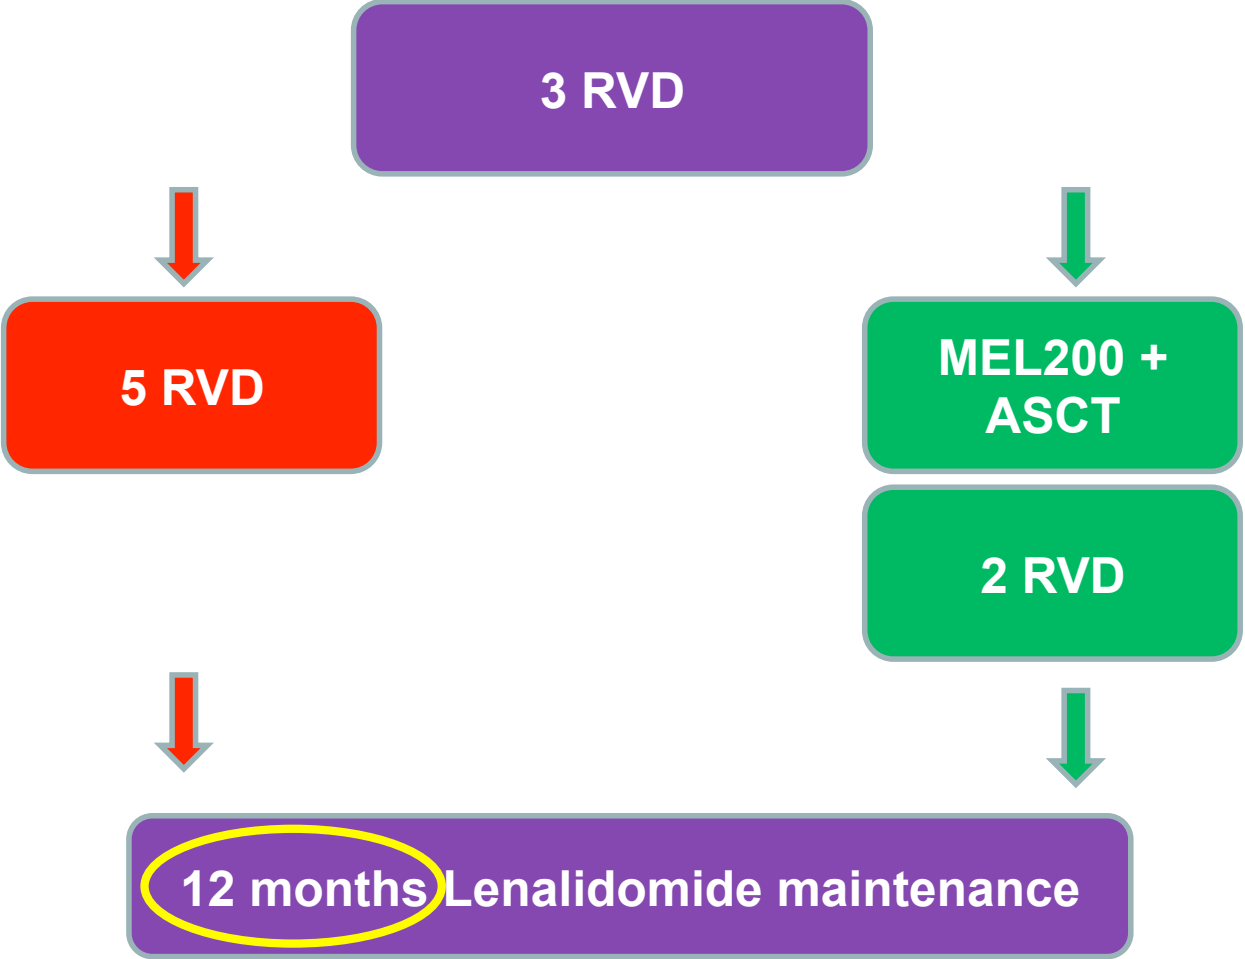 3 RVD
5 RVD
MEL200 +
ASCT
2 RVD
12 months Lenalidomide maintenance